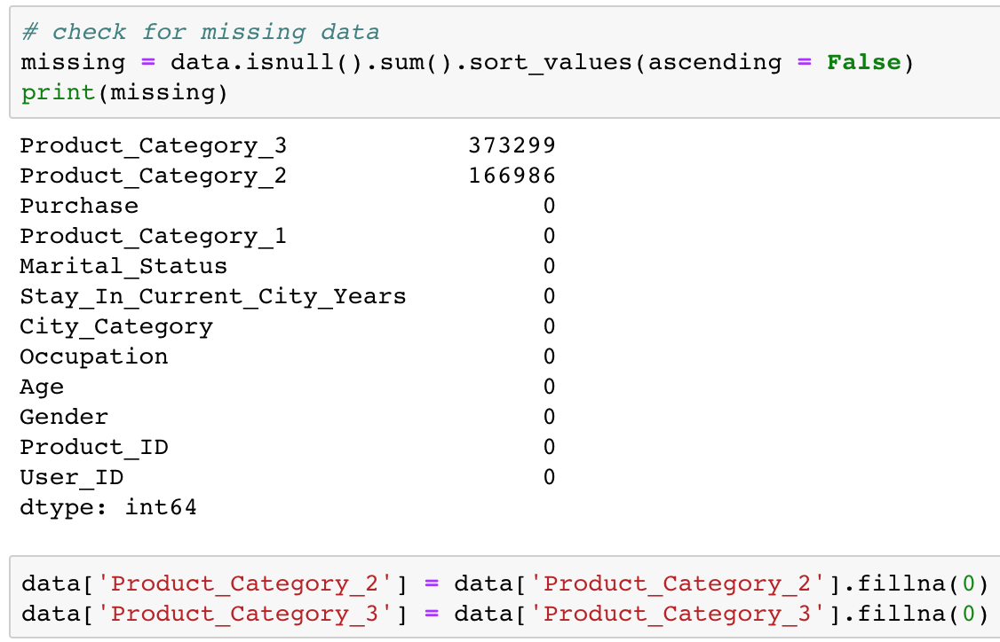 # check for missing data
missing = data.isnull().sum().sort_values(ascending = False)
print(missing)
Product_Category_3 373299
Product_Category_2 166986
Purchase 0
Product_Category_1 0
Marital_Status 0
Stay_In_Current_City_Years 0
City_Category 0
Occupation 0
Age 0
Gender 0
Product_ID 0
User_ID 0
dtype: int64
data['Product_Category_2'] = data['Product_Category_2'].fillna(0)
data['Product_Category_3'] = data['Product_Category_3'].fillna(0)